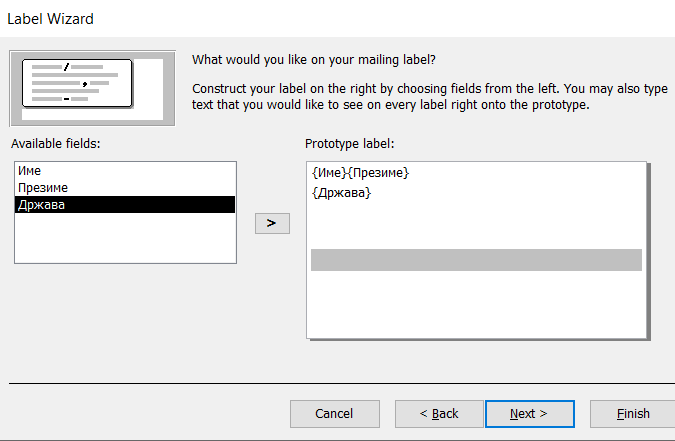 Label Wizard
What would you like on your mailing label?
Construct your label on the right by choosing fields from the left. You may also type
text that you would like to see on every label right onto the prototype.
Available fields:
Име
Презиме
Држава
>
Prototype label:
{Име}{Презиме}
{Држава}
Cancel
< Back
Next >
Finish